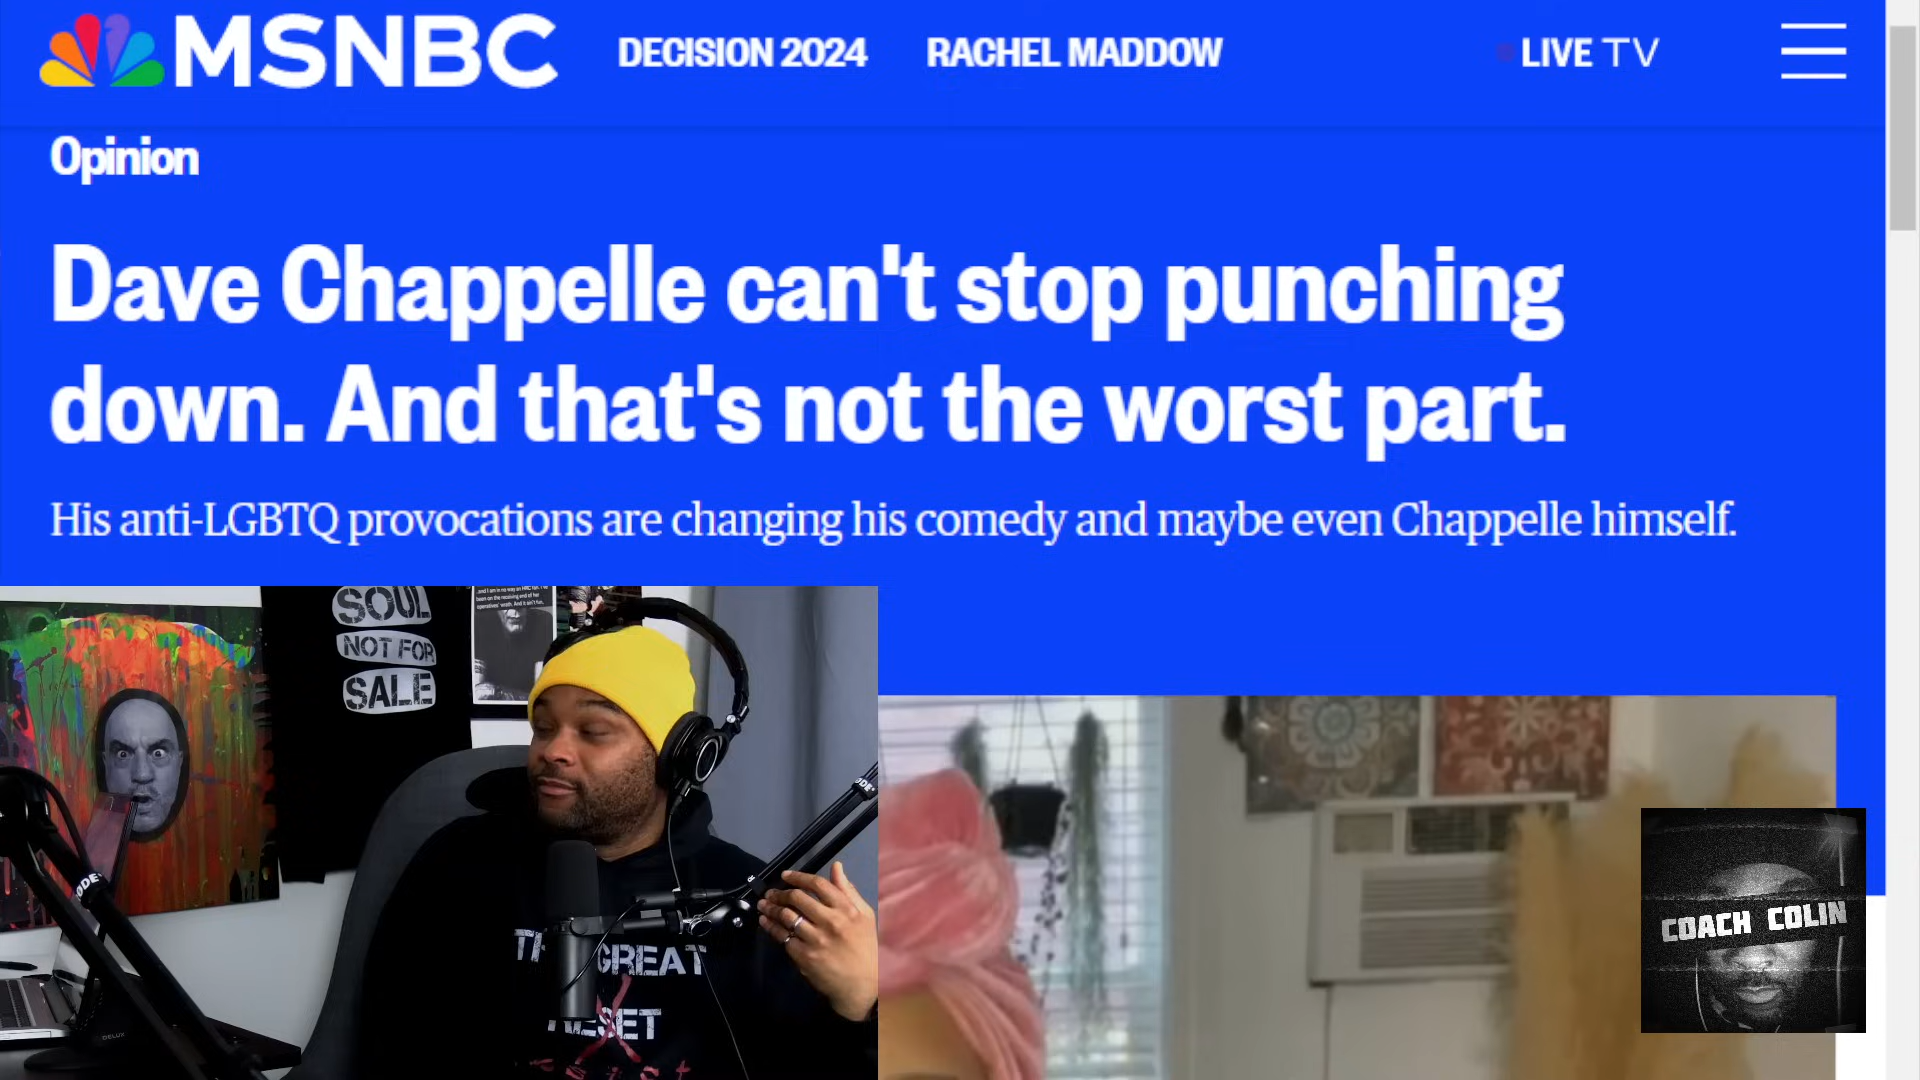 MSNBC
DECISION 2024
RACHEL MADDOW
LIVE TV
Opinion
Dave Chappelle can't stop punching
down. And that's not the worst part.
His anti-LGBTQ provocations are changing his comedy and maybe even Chappelle himself.
SOUL
NOT FOR
SALE
GREAT
DELUX
COACH COLIN